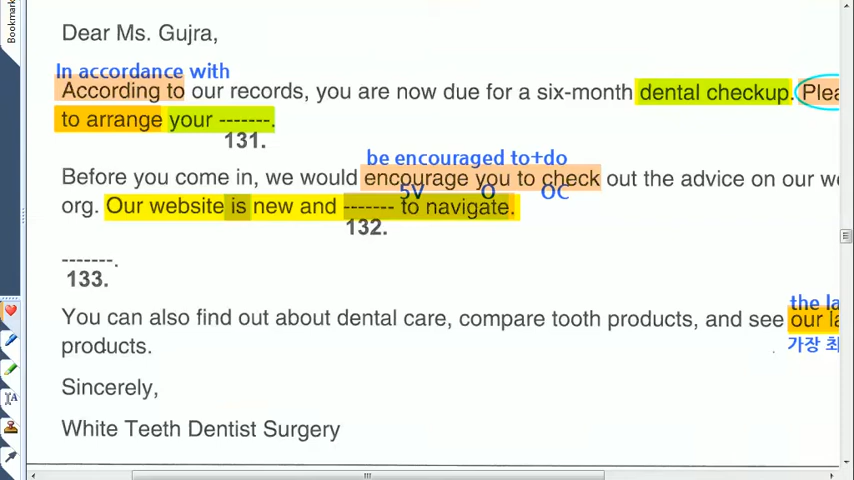 Bookmark
Dear Ms. Gujra,
In accordance with
According to our records, you are now due for a six-month dental checkup. Plea
to arrange your -------.
131.
be encouraged to+do
Before you come in, we would encourage you to check out the advice on our we
5V O OC
org. Our website is new and ------- to navigate.
132.
-------.
133.
the la
You can also find out about dental care, compare tooth products, and see our la
products.
가장 최
Sincerely,
White Teeth Dentist Surgery